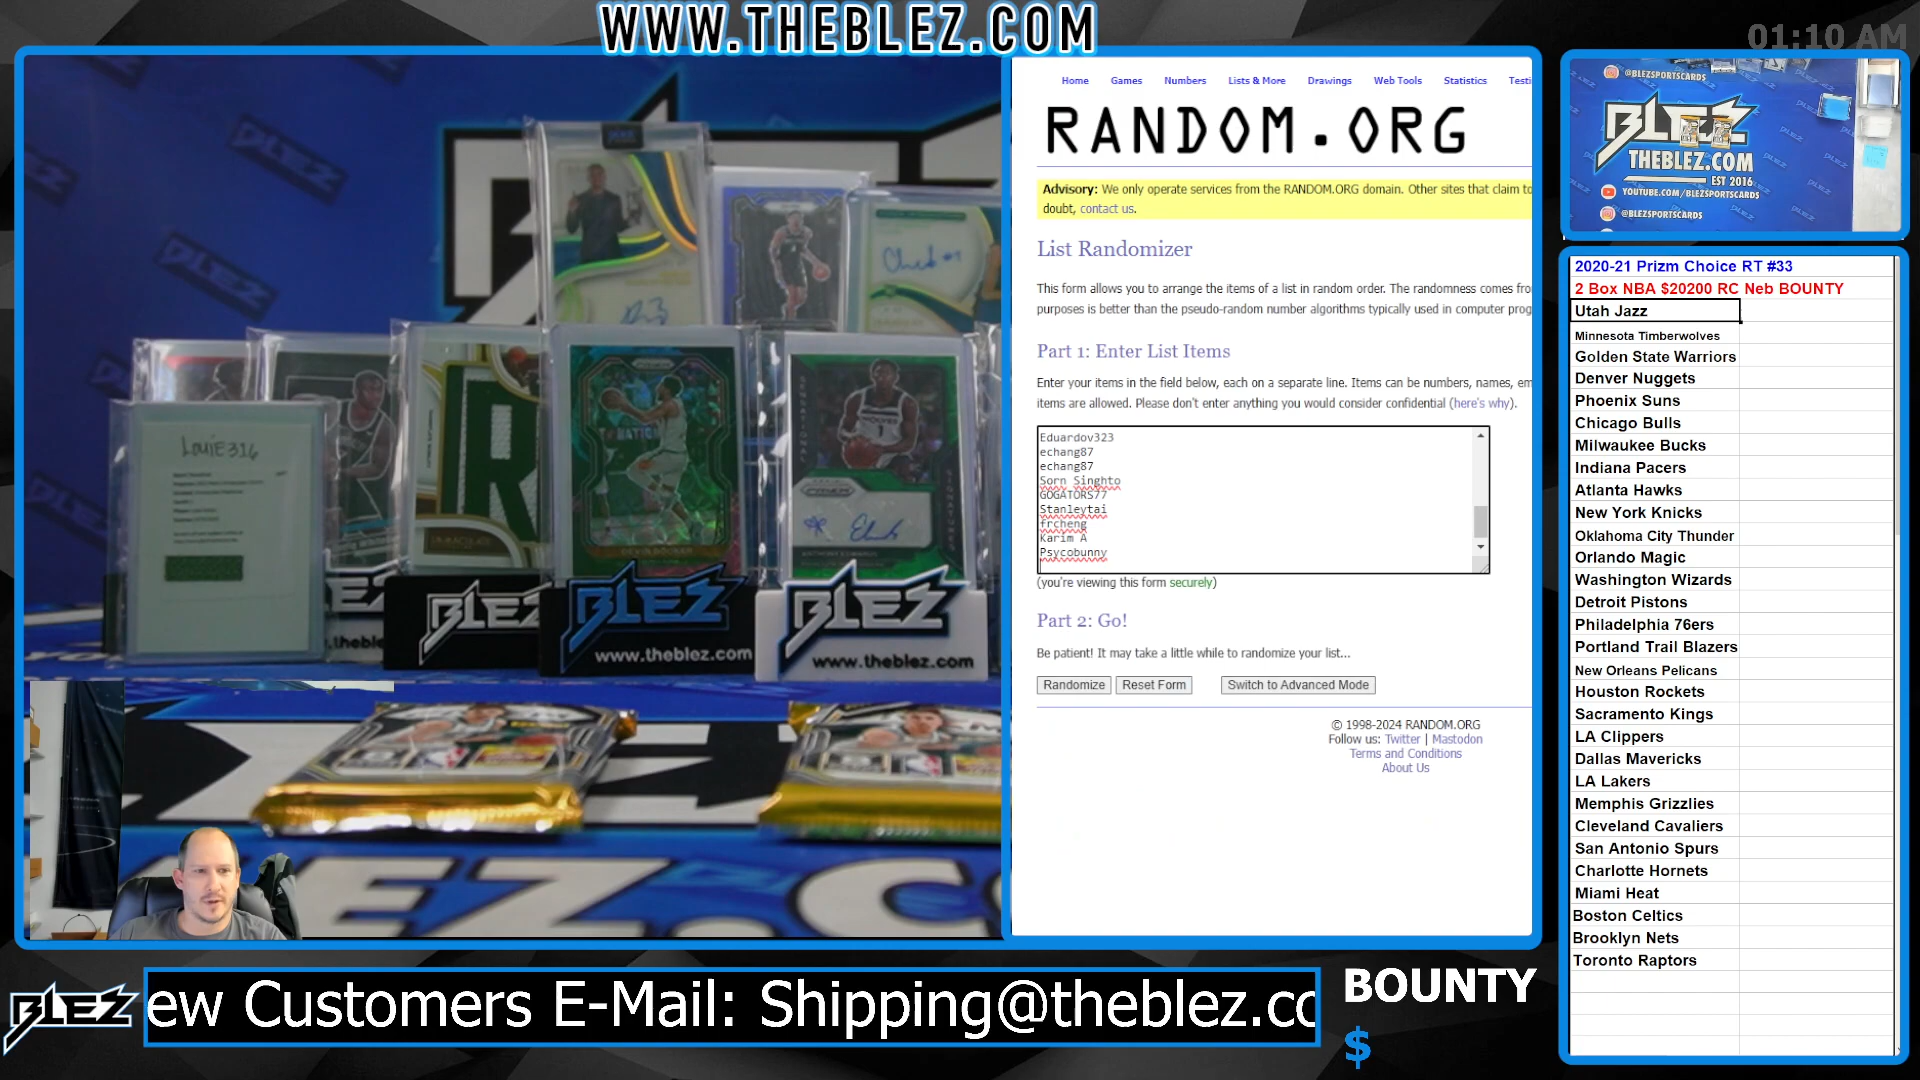 WWW.THEBLEZ.COM
01:10 AM
Home Games Numbers Lists & More Drawings Web Tools Statistics Testi
RANDOM.ORG
Advisory: We only operate services from the RANDOM.ORG domain. Other sites that claim to
doubt, contact us.
List Randomizer
This form allows you to arrange the items of a list in random order. The randomness comes fro
purposes is better than the pseudo-random number algorithms typically used in computer prog
Part 1: Enter List Items
Enter your items in the field below, each on a separate line. Items can be numbers, names, em
items are allowed. Please don't enter anything you would consider confidential (here's why).
Eduardov323
echang87
echang87
Sorn Singhto
GOGATORS77
Stanleytai
frcheng
Karim A
Psycobunny
(you're viewing this form securely)
Part 2: Go!
Be patient! It may take a little while to randomize your list...
Randomize Reset Form Switch to Advanced Mode
© 1998-2024 RANDOM.ORG
Follow us: Twitter | Mastodon
Terms and Conditions
About Us
@BLEZSPORTSCARDS
BLEZ
THEBLEZ.COM
EST 2016
YOUTUBE.COM/BLEZSPORTSCARDS
@BLEZSPORTSCARDS
2020-21 Prizm Choice RT #33
2 Box NBA $20200 RC Neb BOUNTY
Utah Jazz
Minnesota Timberwolves
Golden State Warriors
Denver Nuggets
Phoenix Suns
Chicago Bulls
Milwaukee Bucks
Indiana Pacers
Atlanta Hawks
New York Knicks
Oklahoma City Thunder
Orlando Magic
Washington Wizards
Detroit Pistons
Philadelphia 76ers
Portland Trail Blazers
New Orleans Pelicans
Houston Rockets
Sacramento Kings
LA Clippers
Dallas Mavericks
LA Lakers
Memphis Grizzlies
Cleveland Cavaliers
San Antonio Spurs
Charlotte Hornets
Miami Heat
Boston Celtics
Brooklyn Nets
Toronto Raptors
Louie316
BLEZ
BLEZ
www.theblez.com
BLEZ
www.theblez.com
BLEZ
ew Customers E-Mail: Shipping@theblez.co
BOUNTY
$